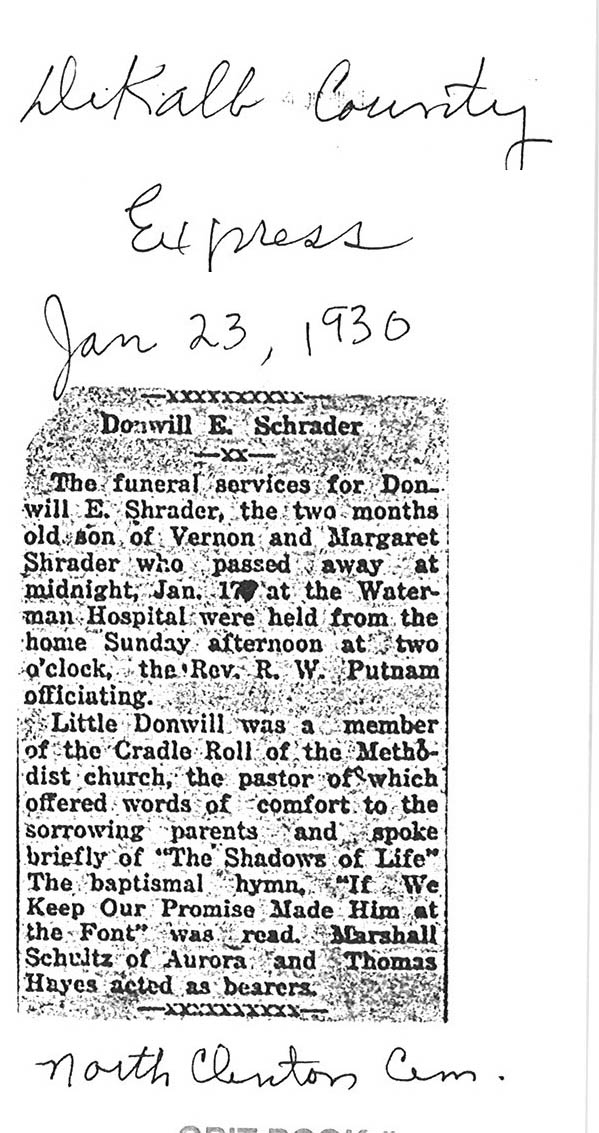 DeKalb County
Express
Jan 23, 1930
—xxxxxxxxxx—
Donwill E. Schrader
—xx—
The funeral services for Don-
will E. Shrader, the two months
old son of Vernon and Margaret
Shrader who passed away at
midnight, Jan. 17 at the Water-
man Hospital were held from the
home Sunday afternoon at two
o'clock, the Rev. R. W. Putnam
officiating.
Little Donwill was a member
of the Cradle Roll of the Metho-
dist church, the pastor of which
offered words of comfort to the
sorrowing parents and spoke
briefly of "The Shadows of Life"
The baptismal hymn, "If We
Keep Our Promise Made Him at
the Font" was read. Marshall
Schultz of Aurora and Thomas
Hayes acted as bearers.
—xxxxxxxxxx—
North Clinton Cem.